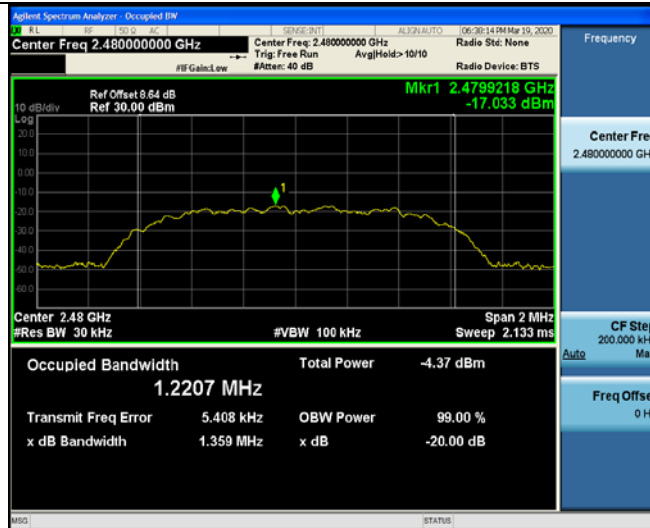 Agilent Spectrum Analyzer - Occupied BW
RL RF 50 Ω AC SENSE:INT ALIGN AUTO 06:38:14 PM Mar 19, 2020
Center Freq 2.480000000 GHz
Center Freq: 2.480000000 GHz
Radio Std: None
Trig: Free Run Avg|Hold:> 10/10
#IFGain:Low #Atten: 40 dB Radio Device: BTS
Frequency
Ref Offset 8.64 dB
Mkr1 2.4799218 GHz
10 dB/div Ref 30.00 dBm -17.033 dBm
Log
20.0
10.0
0.00
-10.0
-20.0
-30.0
-40.0
-50.0
-60.0
1
Center Fre
2.480000000 GH
Center 2.48 GHz Span 2 MHz
#Res BW 30 kHz #VBW 100 kHz Sweep 2.133 ms
CF Step
200.000 kH
Auto Ma
Occupied Bandwidth Total Power -4.37 dBm
1.2207 MHz
Transmit Freq Error 5.408 kHz OBW Power 99.00 %
x dB Bandwidth 1.359 MHz x dB -20.00 dB
Freq Offse
0 H
MSG STATUS